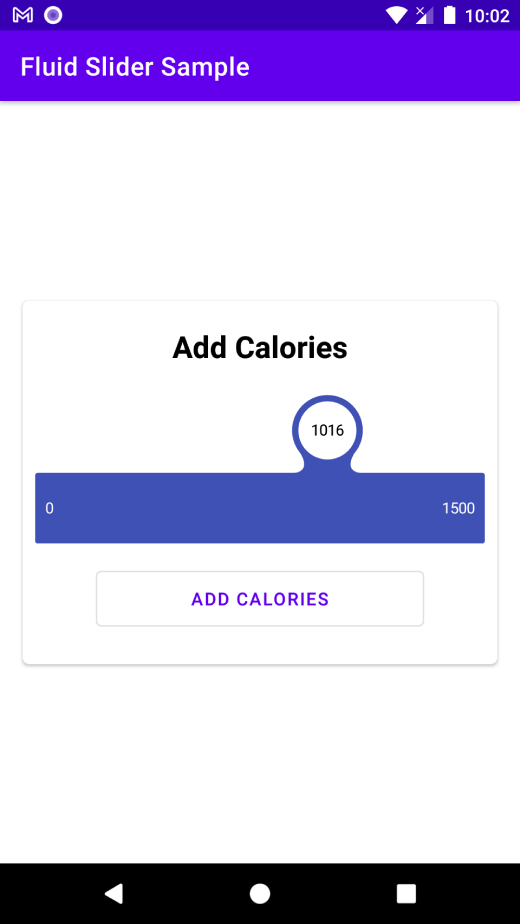 10:02
Fluid Slider Sample
Add Calories
1016
0 1500
ADD CALORIES